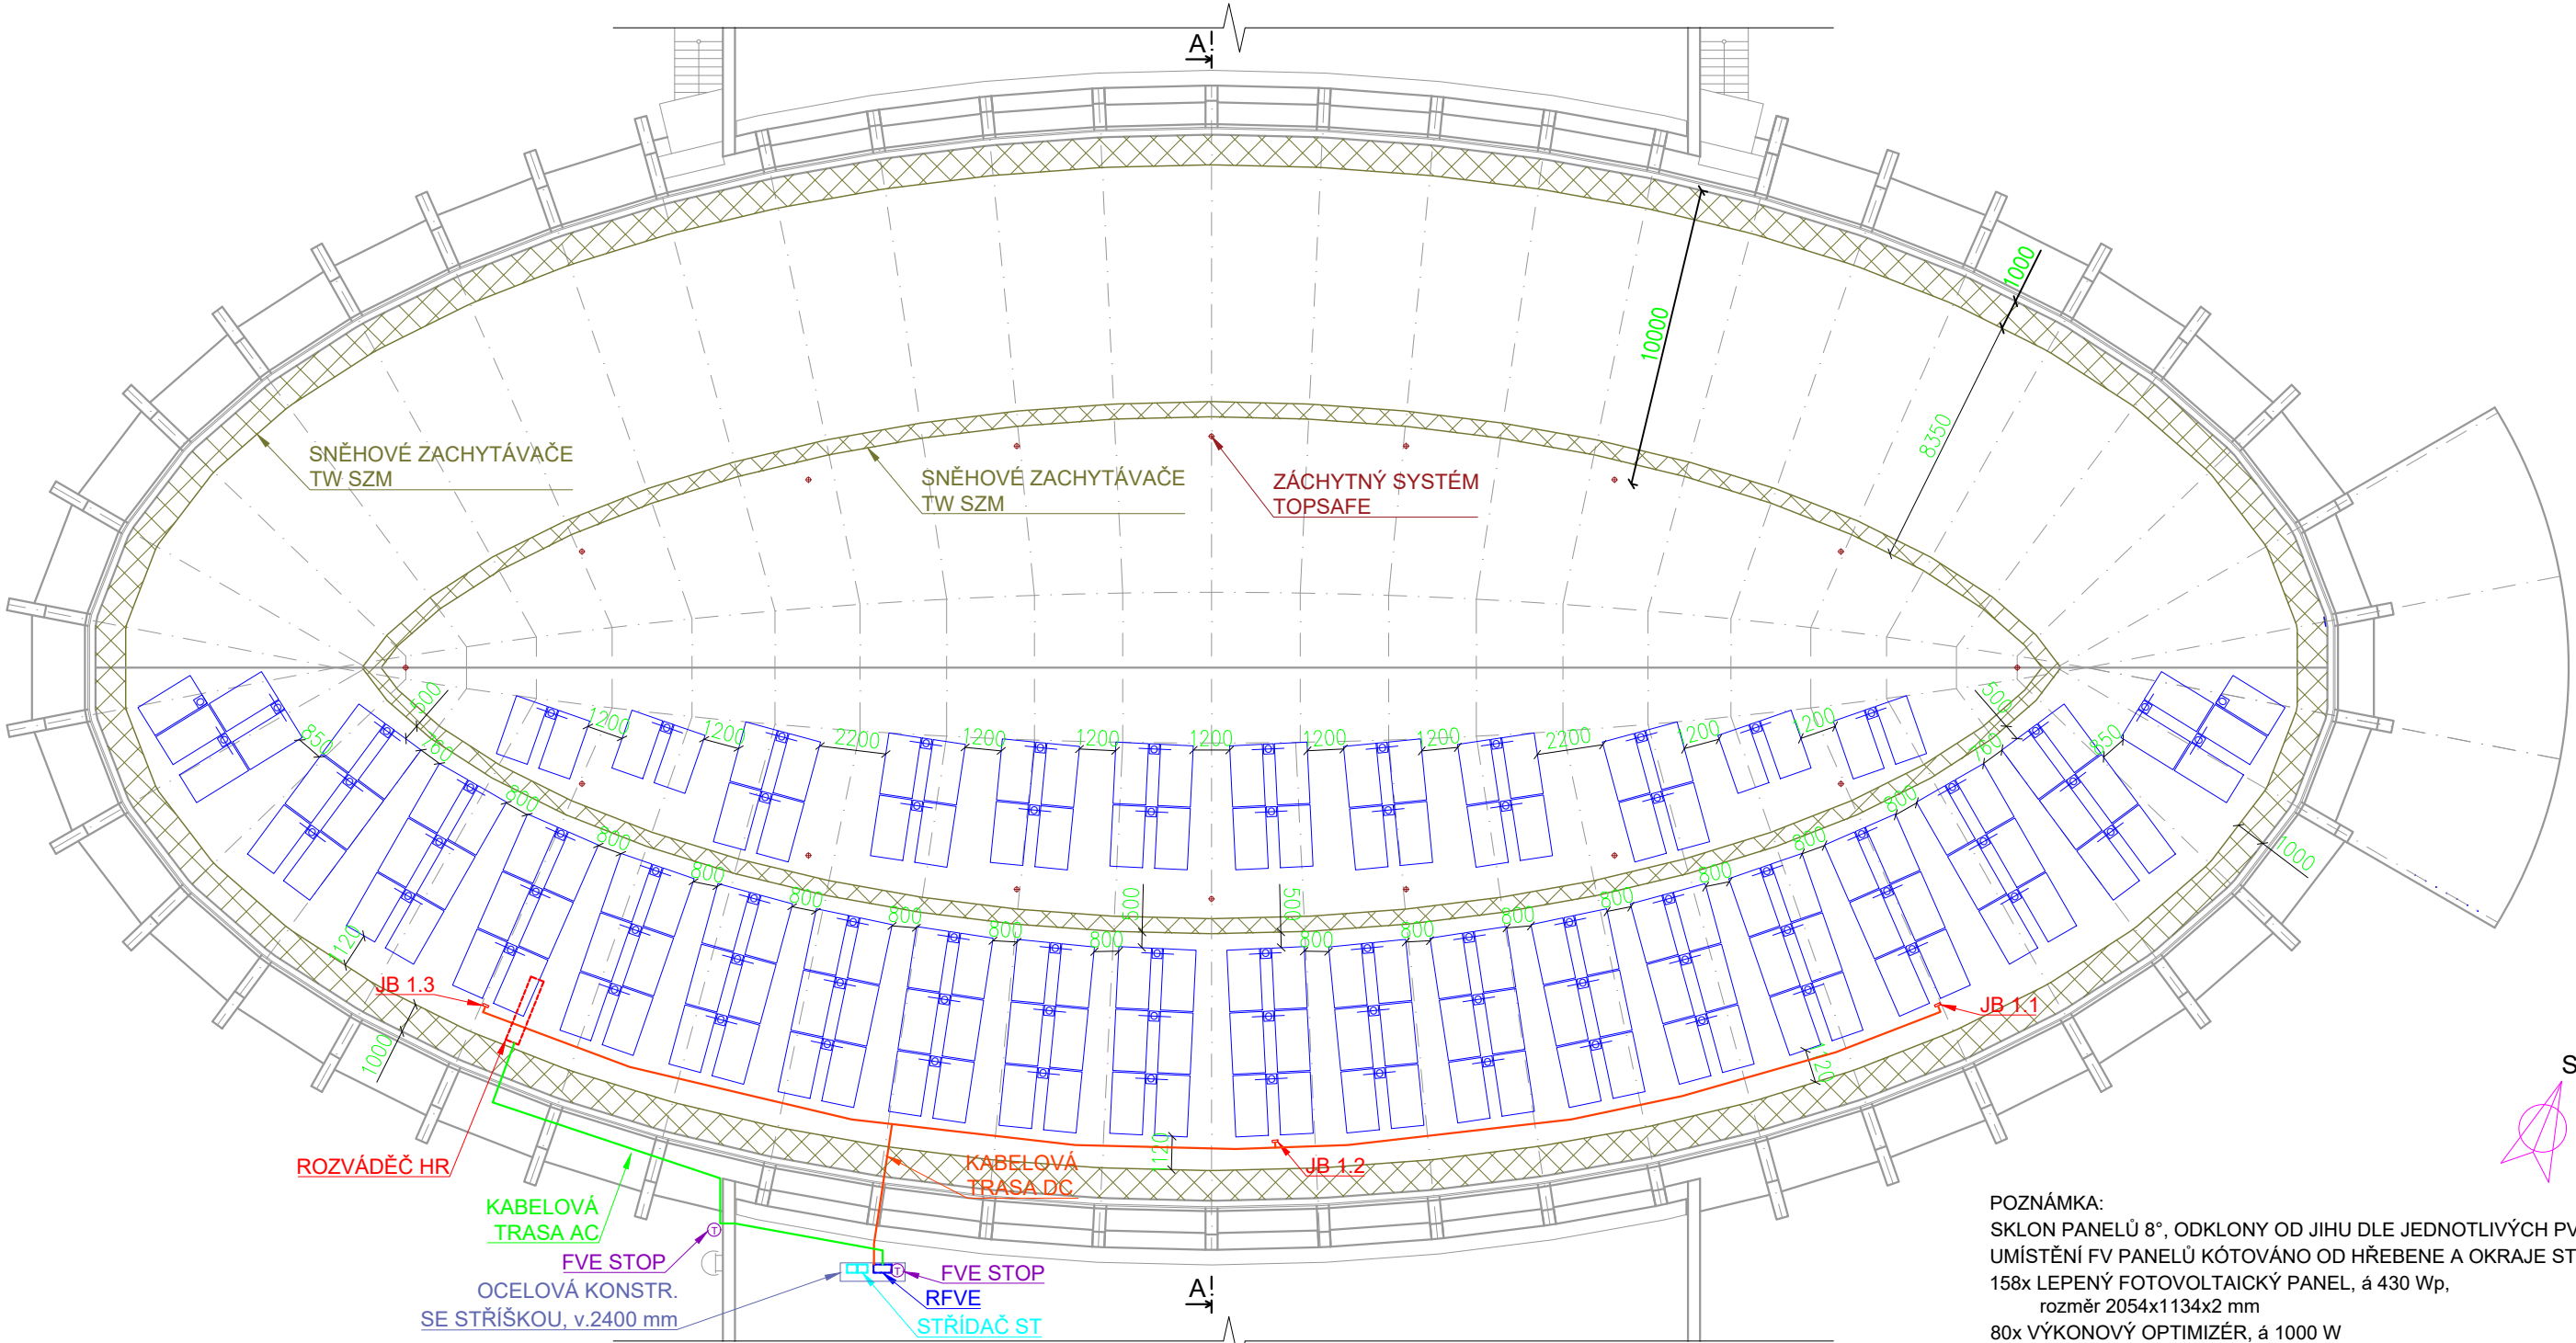 A
1000
10000
8350
SNĚHOVÉ ZACHYTÁVAČE
TW SZM
SNĚHOVÉ ZACHYTÁVAČE
TW SZM
ZÁCHYTNÝ SYSTÉM
TOPSAFE
500
1200
1200
2200
1200
1200
1200
1200
1200
2200
1200
1200
500
850
760
760
850
800
800
800
800
800
800
800
500
500
800
800
800
800
800
800
800
1000
1120
JB 1.3
1000
JB 1.1
1120
S
1120
JB 1.2
ROZVÁDĚČ HR
KABELOVÁ
TRASA DC
KABELOVÁ
TRASA AC
T
FVE STOP
T
FVE STOP
OCELOVÁ KONSTR.
SE STŘÍŠKOU, v.2400 mm
RFVE
STŘÍDAČ ST
A
POZNÁMKA:
SKLON PANELŮ 8°, ODKLONY OD JIHU DLE JEDNOTLIVÝCH PV
UMÍSTĚNÍ FV PANELŮ KÓTOVÁNO OD HŘEBENE A OKRAJE ST
158x LEPENÝ FOTOVOLTAICKÝ PANEL, á 430 Wp,
rozměr 2054x1134x2 mm
80x VÝKONOVÝ OPTIMIZÉR, á 1000 W